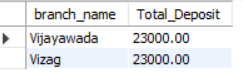 branch_name Total_Deposit
Vijayawada 23000.00
Vizag 23000.00